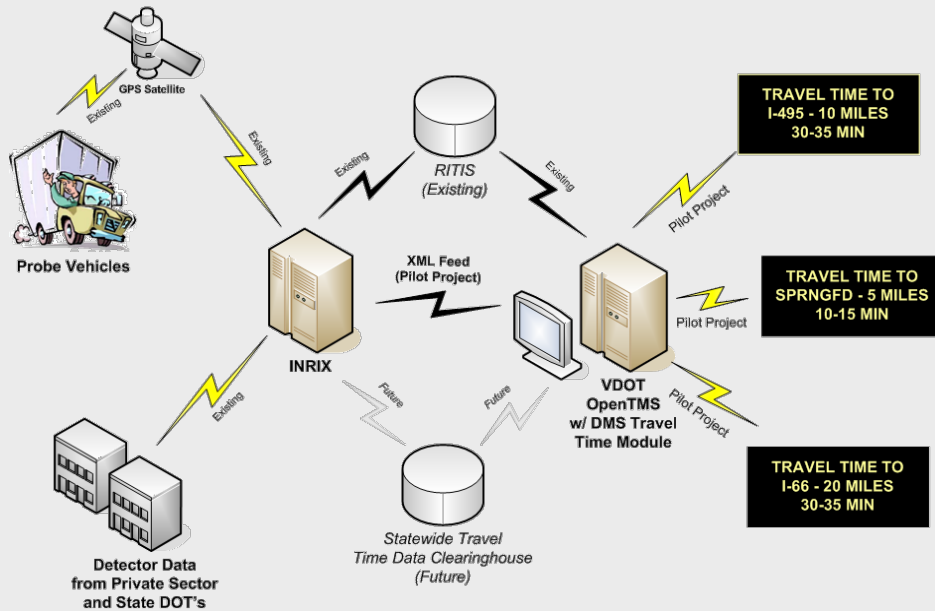 GPS Satellite
Existing
Existing
Probe Vehicles
RITIS
(Existing)
Existing
Existing
TRAVEL TIME TO
I-495 - 10 MILES
30-35 MIN
Pilot Project
XML Feed
(Pilot Project)
INRIX
TRAVEL TIME TO
SPRNGFD - 5 MILES
10-15 MIN
Pilot Project
VDOT
OpenTMS
w/ DMS Travel
Time Module
Pilot Project
Existing
Future
Future
TRAVEL TIME TO
I-66 - 20 MILES
30-35 MIN
Statewide Travel
Time Data Clearinghouse
(Future)
Detector Data
from Private Sector
and State DOT's